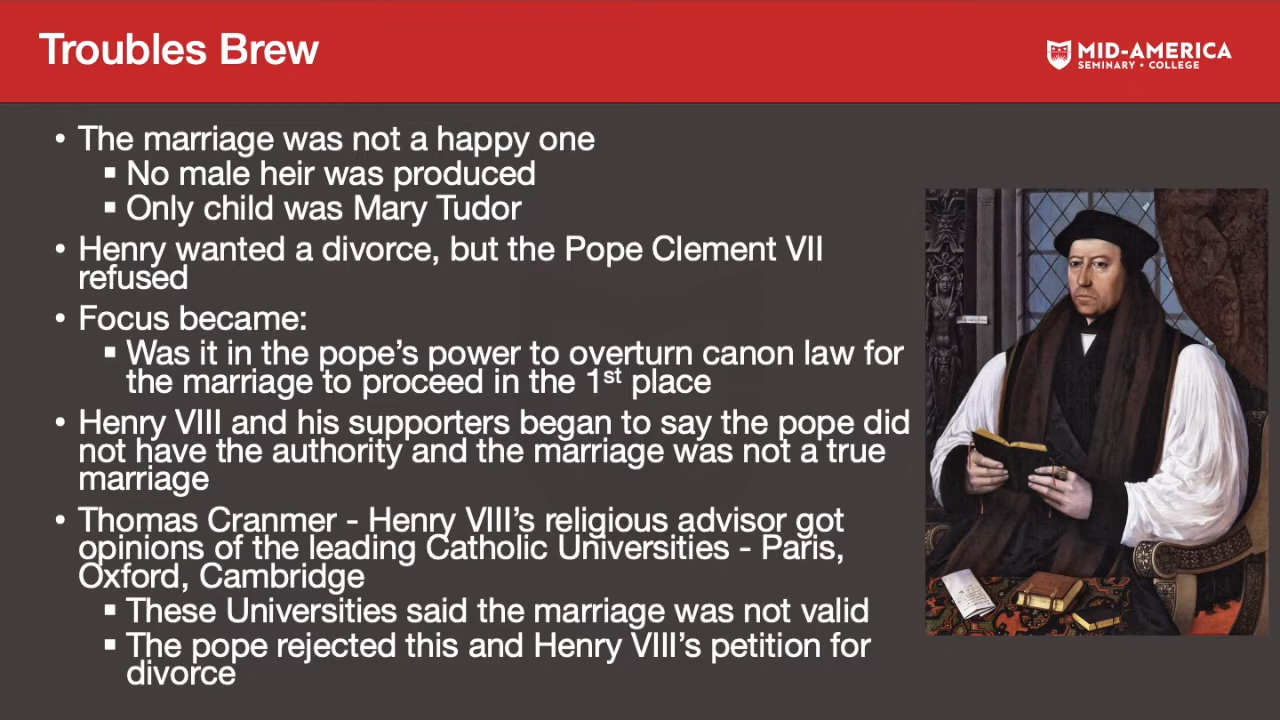 Troubles Brew
MID-AMERICA
SEMINARY • COLLEGE
• The marriage was not a happy one
▪ No male heir was produced
▪ Only child was Mary Tudor
• Henry wanted a divorce, but the Pope Clement VII
refused
• Focus became:
▪ Was it in the pope’s power to overturn canon law for
the marriage to proceed in the 1st place
• Henry VIII and his supporters began to say the pope did
not have the authority and the marriage was not a true
marriage
• Thomas Cranmer - Henry VIII’s religious advisor got
opinions of the leading Catholic Universities - Paris,
Oxford, Cambridge
▪ These Universities said the marriage was not valid
▪ The pope rejected this and Henry VIII’s petition for
divorce